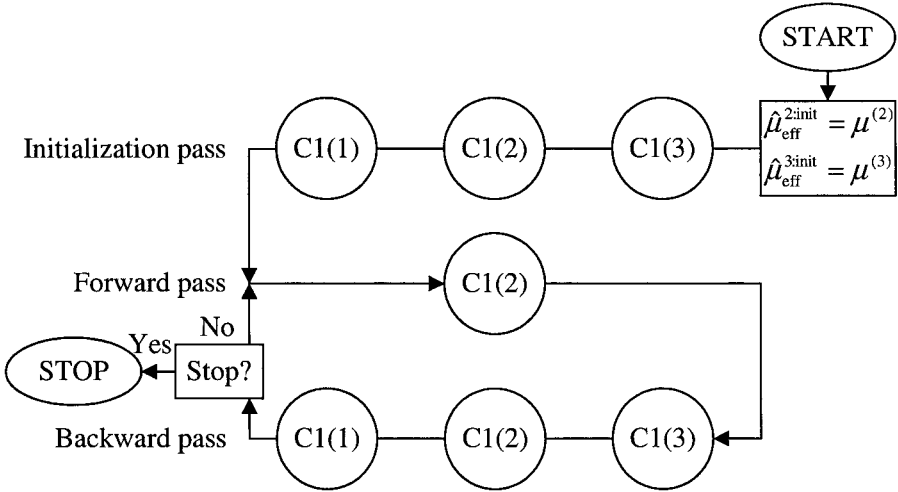 START
Initialization pass
C1(1)
C1(2)
C1(3)
μ̂_eff^{2:init} = μ^{(2)}
μ̂_eff^{3:init} = μ^{(3)}
Forward pass
C1(2)
No
Yes
STOP
Stop?
Backward pass
C1(1)
C1(2)
C1(3)